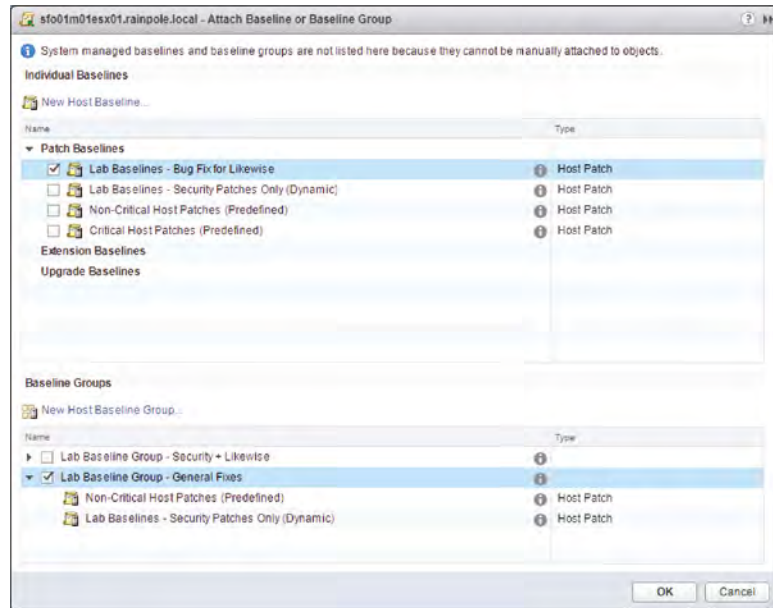 sfo01m01esx01.rainpole.local - Attach Baseline or Baseline Group
System managed baselines and baseline groups are not listed here because they cannot be manually attached to objects.
Individual Baselines
New Host Baseline...
Name Type
Patch Baselines
Lab Baselines - Bug Fix for Likewise Host Patch
Lab Baselines - Security Patches Only (Dynamic) Host Patch
Non-Critical Host Patches (Predefined) Host Patch
Critical Host Patches (Predefined) Host Patch
Extension Baselines
Upgrade Baselines
Baseline Groups
New Host Baseline Group...
Name Type
Lab Baseline Group - Security + Likewise
Lab Baseline Group - General Fixes
Non-Critical Host Patches (Predefined) Host Patch
Lab Baselines - Security Patches Only (Dynamic) Host Patch
OK Cancel